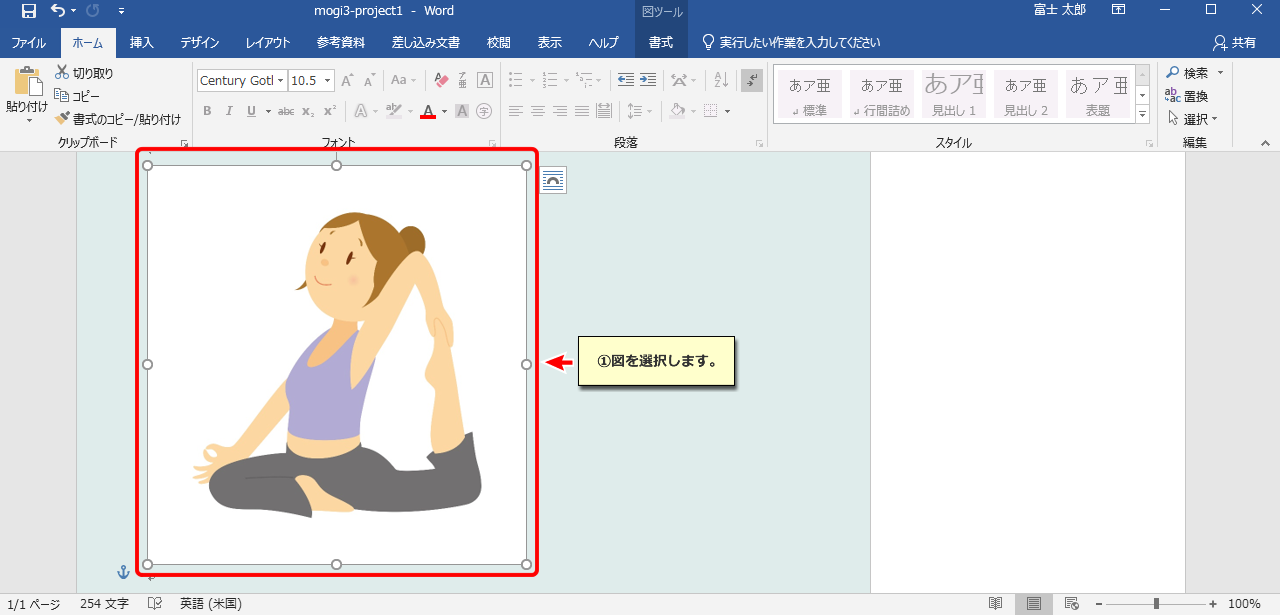 mogi3-project1 - Word
図ツール
富士 太郎
ファイル ホーム 挿入 デザイン レイアウト 参考資料 差し込み文書 校閲 表示 ヘルプ 書式 実行したい作業を入力してください 共有
貼り付け
切り取り
コピー
書式のコピー/貼り付け
クリップボード
Century Gotl 10.5
A A Aa A
B I U abc x₂ x² A ab A A 字
フォント
段落
あア亜 あア亜 あア亜 あア亜 あア亜
標準 行間詰め 見出し 1 見出し 2 表題
スタイル
検索
置換
選択
編集
①図を選択します。
1/1 ページ 254 文字 英語 (米国) 100%